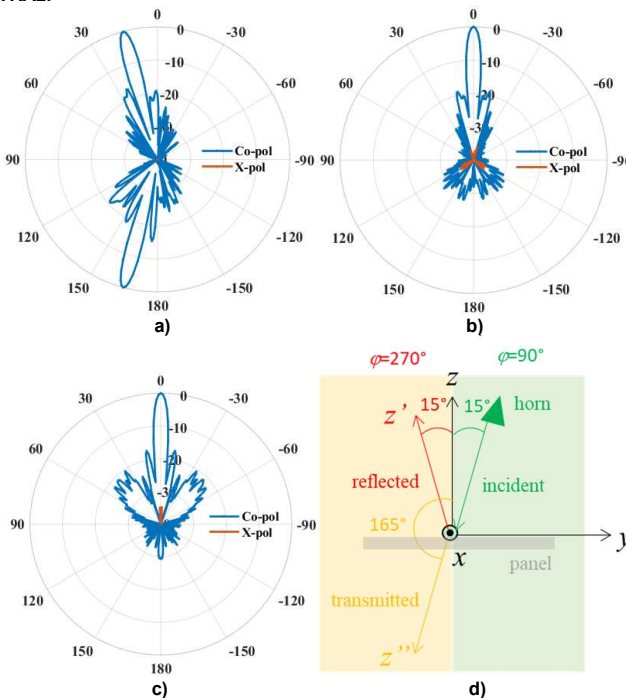 0
30 0 -30
-10
60 -60
-20
Co-pol
90 -90
X-pol
120 -120
150 -150
180
a)
0
30 0 -30
-10
60 -60
-20
Co-pol
90 -90
X-pol
120 -120
150 -150
180
b)
0
30 0 -30
-10
60 -60
-20
-30
Co-pol
90 -90
X-pol
120 -120
150 -150
180
c)
φ=270° φ=90°
z
z' 15° 15° horn
reflected incident
165°
x y
panel
transmitted
z''
d)